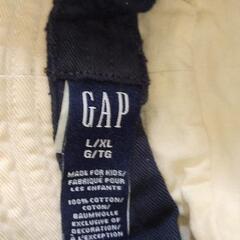 GAP
L/XL
G/TG
MADE FOR KIDS/
FABRIQUÉ POUR
LES ENFANTS
100% COTTON/
COTON/
BAUMWOLLE
EXCLUSIVE OF
DECORATION/
À L'EXCEPTION